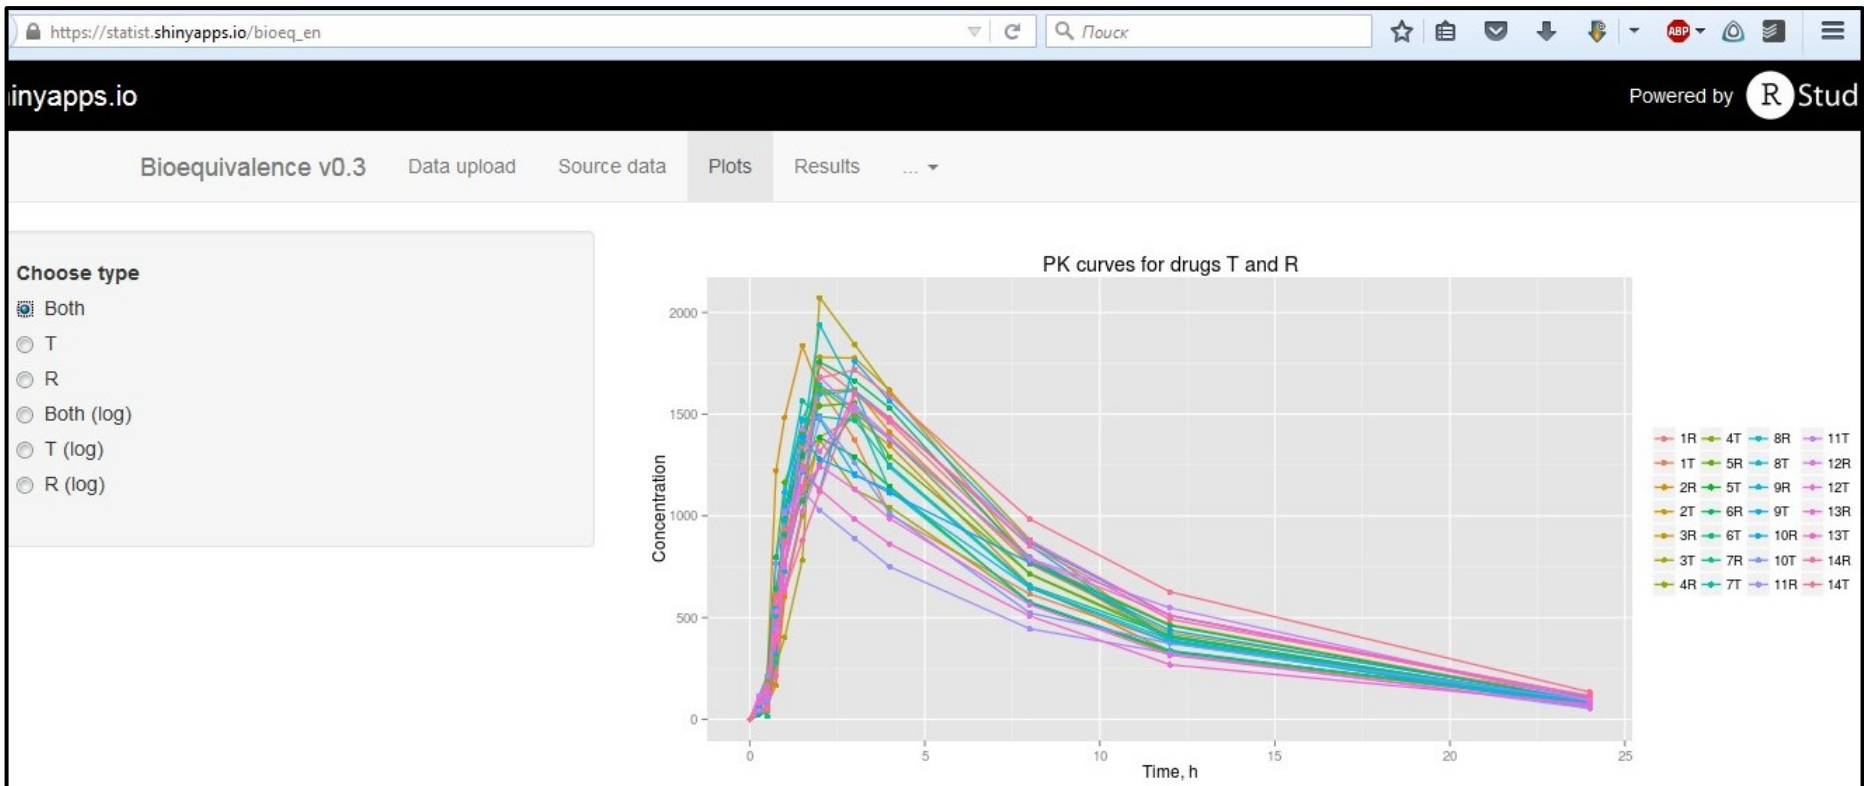 https://statist.shinyapps.io/bioeq_en
Поиск
ABP
inyapps.io
Powered by R Stud
Bioequivalence v0.3 Data upload Source data Plots Results ...
Choose type
Both
T
R
Both (log)
T (log)
R (log)
PK curves for drugs T and R
2000
1500
1000
500
0
Concentration
0 5 10 15 20 25
Time, h
1R 4T 8R 11T
1T 5R 8T 12R
2R 5T 9R 12T
2T 6R 9T 13R
3R 6T 10R 13T
3T 7R 10T 14R
4R 7T 11R 14T